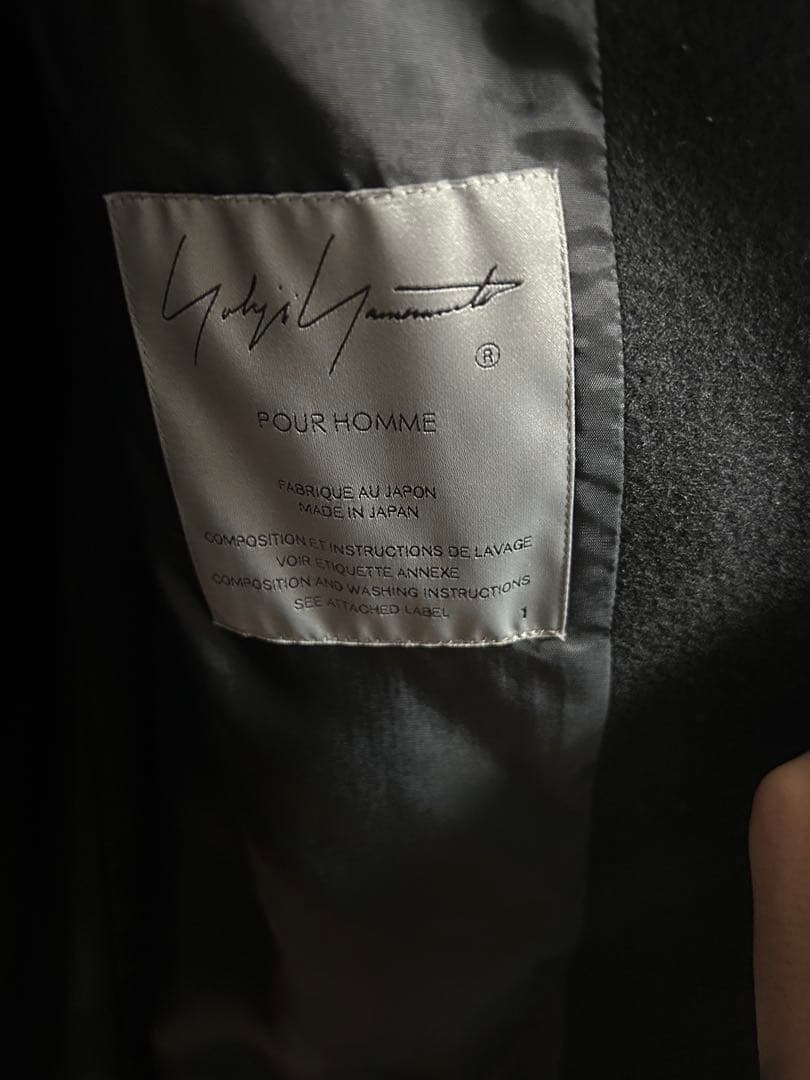 Yohji Yamamoto
®
POUR HOMME
FABRIQUE AU JAPON
MADE IN JAPAN
COMPOSITION ET INSTRUCTIONS DE LAVAGE
VOIR ETIQUETTE ANNEXE
COMPOSITION AND WASHING INSTRUCTIONS
SEE ATTACHED LABEL 1